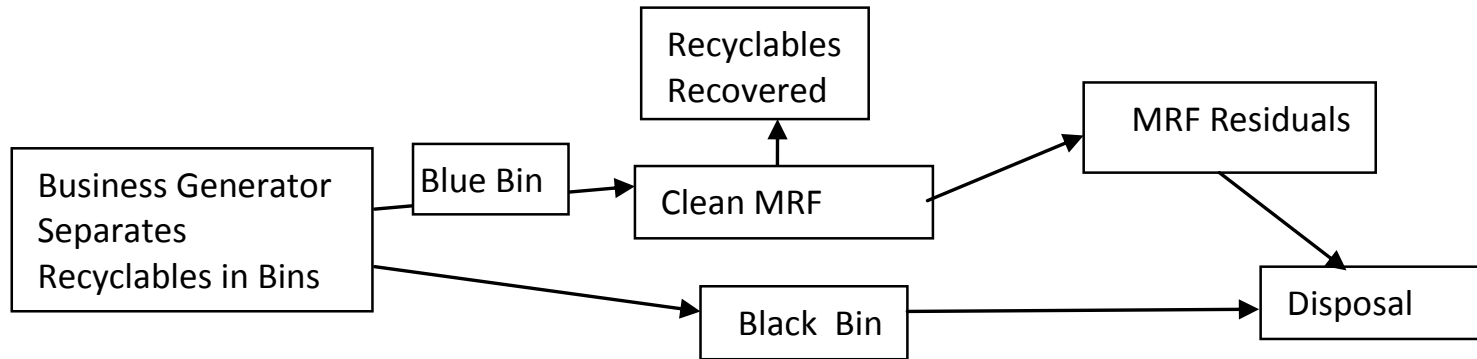 Recyclables
Recovered
MRF Residuals
Business Generator
Separates
Recyclables in Bins
Blue Bin
Clean MRF
Black Bin
Disposal